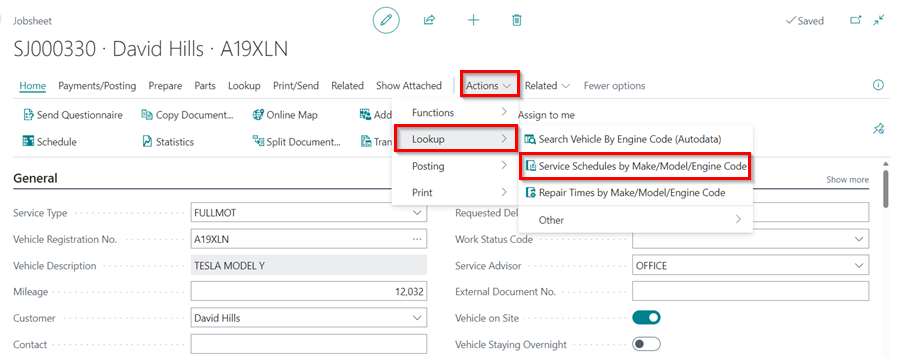 Jobsheet
Saved
SJ000330 · David Hills · A19XLN
Home Payments/Posting Prepare Parts Lookup Print/Send Related Show Attached Actions Related Fewer options
Send Questionnaire Copy Document... Online Map Add Functions Assign to me
Schedule Statistics Split Document... Tran Lookup Search Vehicle By Engine Code (Autodata)
Posting Service Schedules by Make/Model/Engine Code
General Print Repair Times by Make/Model/Engine Code Show more
Other
Service Type FULLMOT Requested Del
Vehicle Registration No. A19XLN ... Work Status Code
Vehicle Description TESLA MODEL Y Service Advisor OFFICE
Mileage 12,032 External Document No.
Customer David Hills Vehicle on Site
Contact Vehicle Staying Overnight